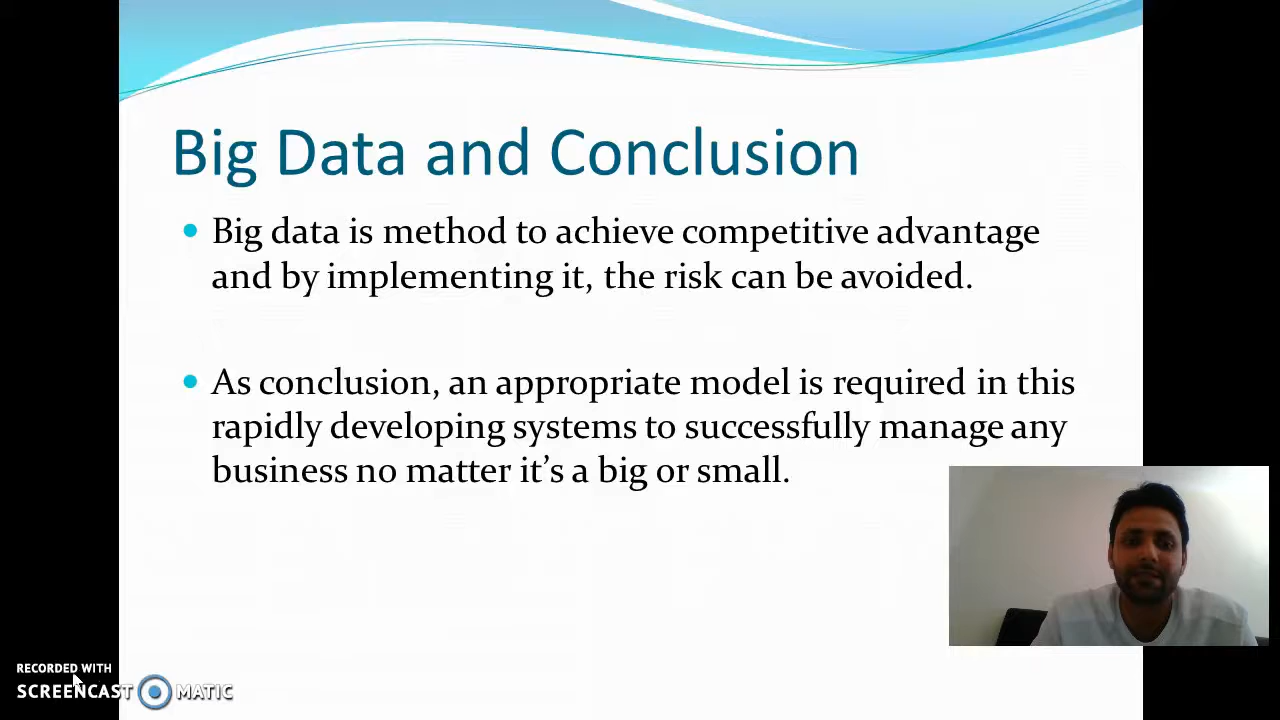 Big Data and Conclusion
Big data is method to achieve competitive advantage
and by implementing it, the risk can be avoided.
As conclusion, an appropriate model is required in this
rapidly developing systems to successfully manage any
business no matter it’s a big or small.
RECORDED WITH
SCREENCAST MATIC